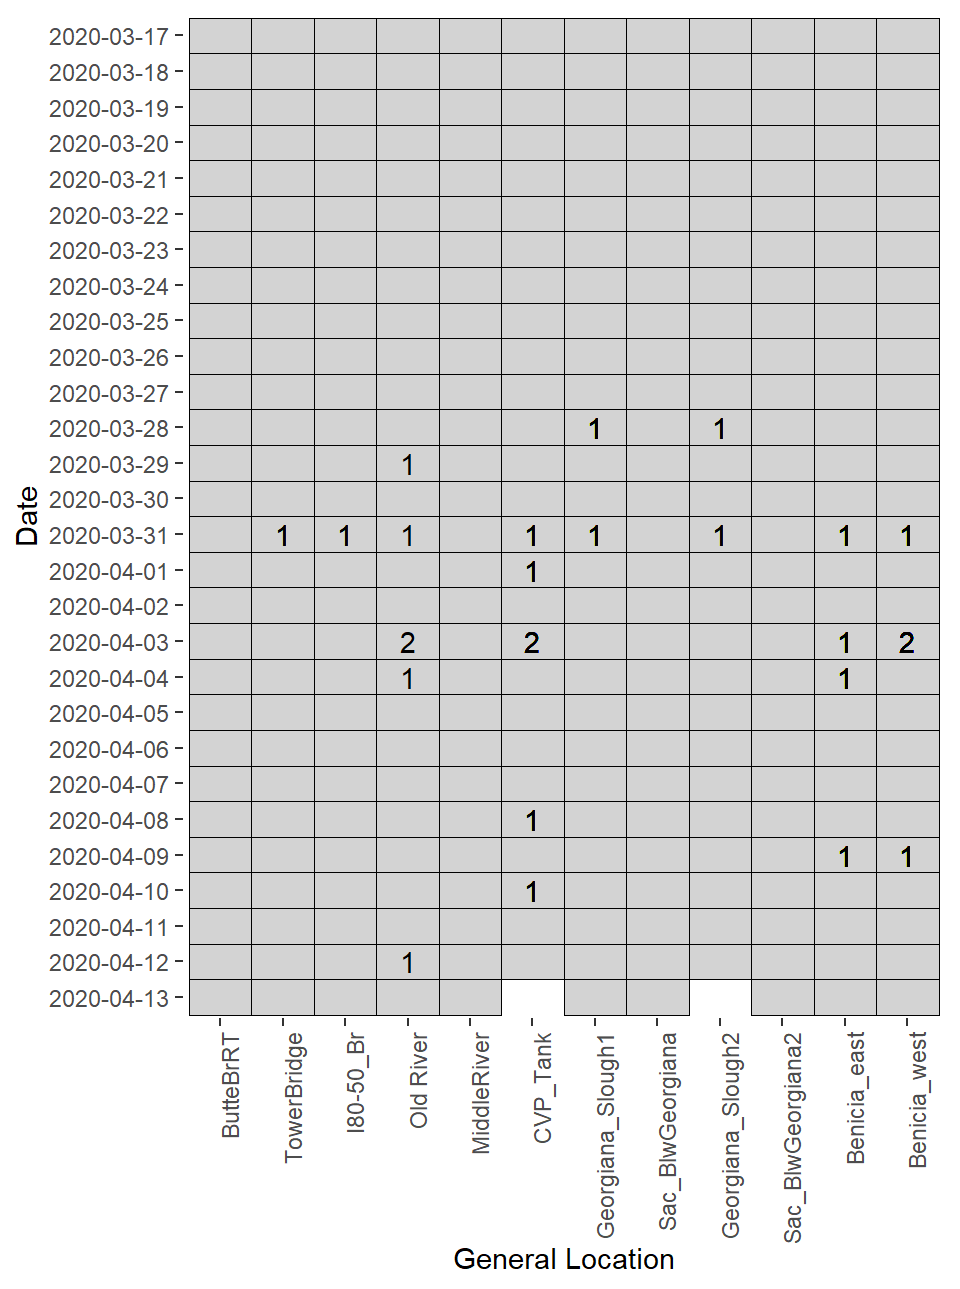 2020-03-17
2020-03-18
2020-03-19
2020-03-20
2020-03-21
2020-03-22
2020-03-23
2020-03-24
2020-03-25
2020-03-26
2020-03-27
2020-03-28 1 1
2020-03-29 1
2020-03-30
2020-03-31 1 1 1 1 1 1 1 1
2020-04-01 1
2020-04-02
2020-04-03 2 2 1 2
2020-04-04 1 1
2020-04-05
2020-04-06
2020-04-07
2020-04-08 1
2020-04-09 1 1
2020-04-10 1
2020-04-11
2020-04-12 1
2020-04-13
Date
ButteBrRT
TowerBridge
I80-50_Br
Old River
MiddleRiver
CVP_Tank
Georgiana_Slough1
Sac_BlwGeorgiana
Georgiana_Slough2
Sac_BlwGeorgiana2
Benicia_east
Benicia_west
General Location